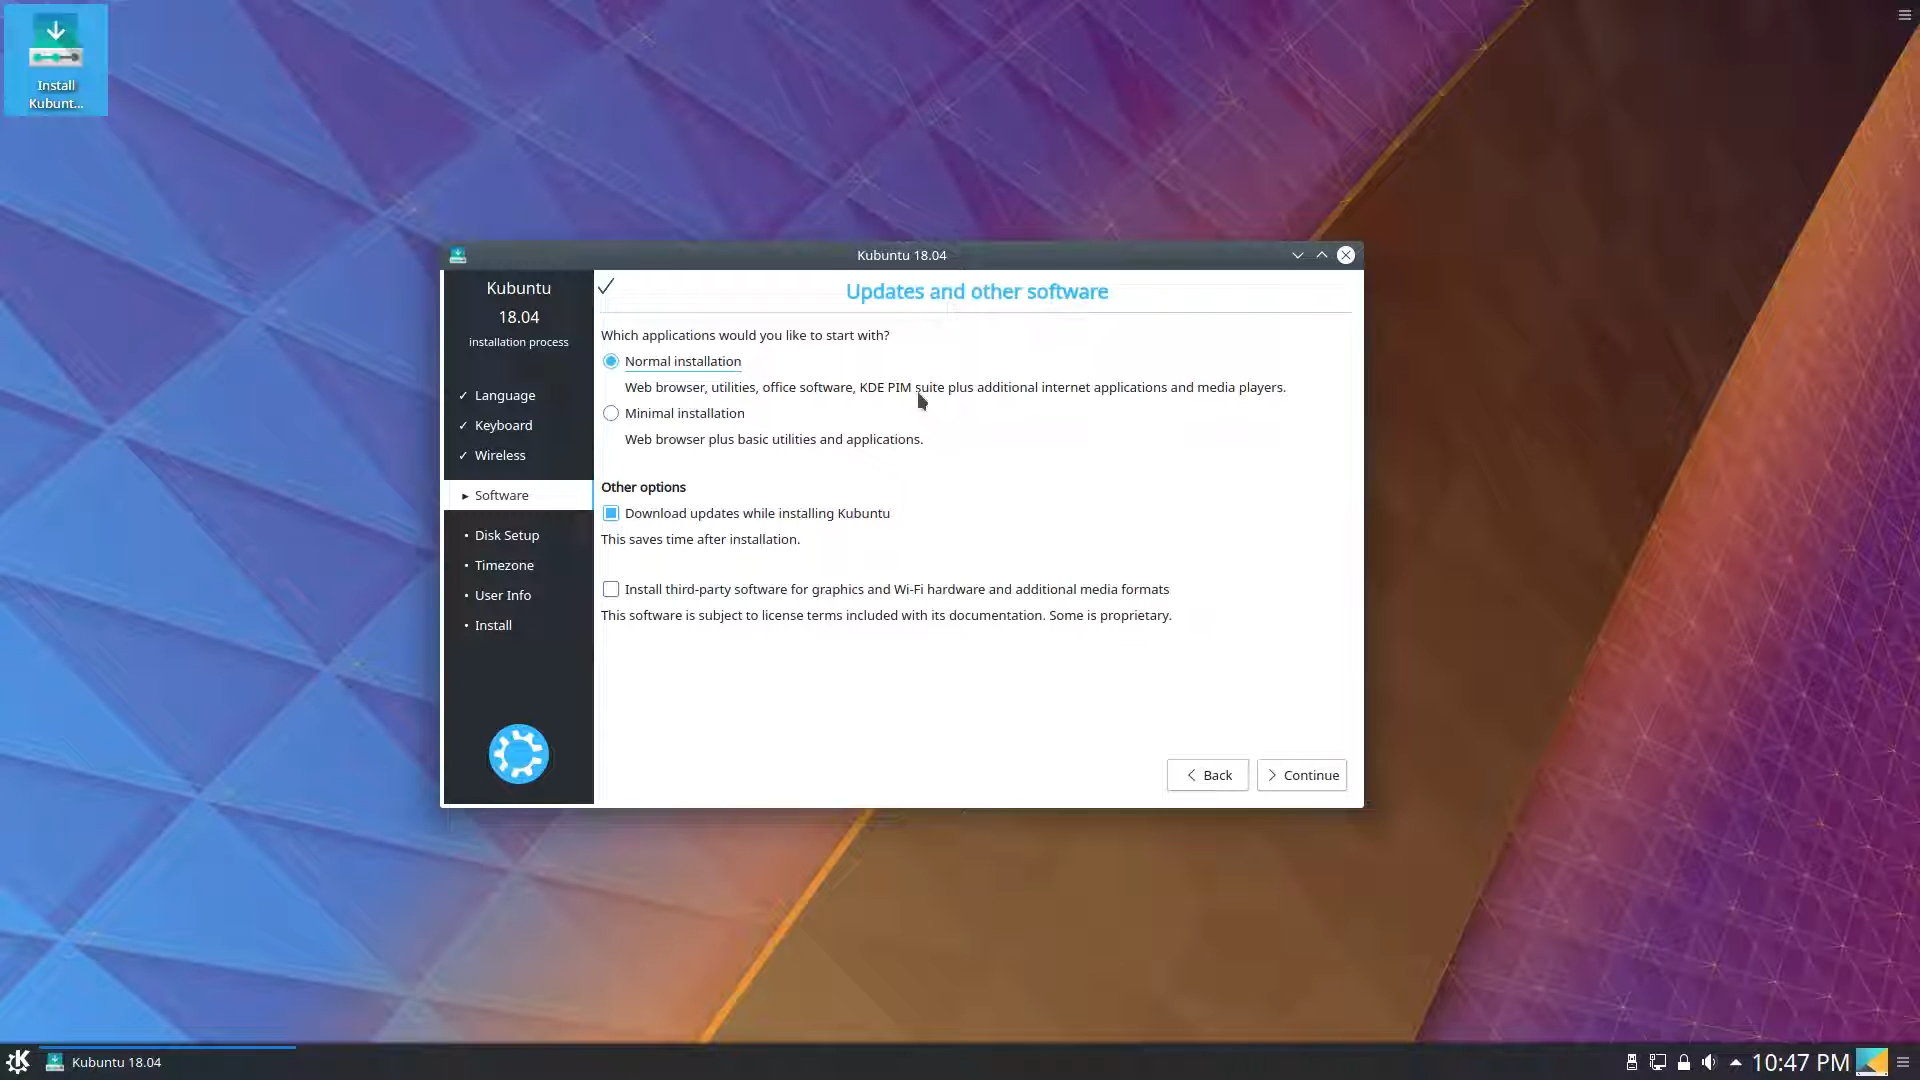 Install
Kubunt...
Kubuntu 18.04
Kubuntu
18.04
installation process
✓ Language
✓ Keyboard
✓ Wireless
▸ Software
• Disk Setup
• Timezone
• User Info
• Install
Updates and other software
Which applications would you like to start with?
Normal installation
Web browser, utilities, office software, KDE PIM suite plus additional internet applications and media players.
Minimal installation
Web browser plus basic utilities and applications.
Other options
Download updates while installing Kubuntu
This saves time after installation.
Install third-party software for graphics and Wi-Fi hardware and additional media formats
This software is subject to license terms included with its documentation. Some is proprietary.
Back
Continue
Kubuntu 18.04
10:47 PM